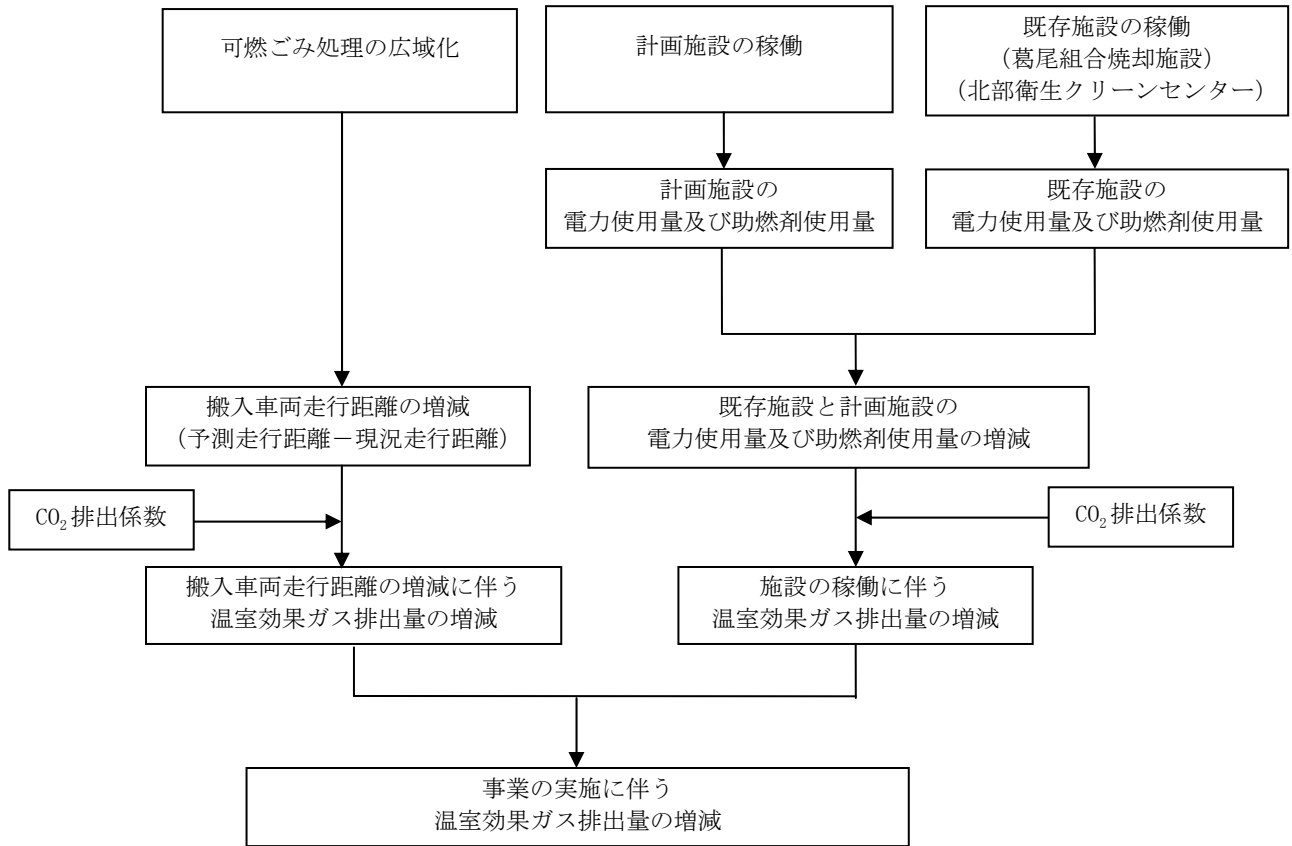 可燃ごみ処理の広域化
計画施設の稼働
既存施設の稼働
（葛尾組合焼却施設）
（北部衛生クリーンセンター）
計画施設の
電力使用量及び助燃剤使用量
既存施設の
電力使用量及び助燃剤使用量
搬入車両走行距離の増減
（予測走行距離－現況走行距離）
既存施設と計画施設の
電力使用量及び助燃剤使用量の増減
CO₂排出係数
CO₂排出係数
搬入車両走行距離の増減に伴う
温室効果ガス排出量の増減
施設の稼働に伴う
温室効果ガス排出量の増減
事業の実施に伴う
温室効果ガス排出量の増減